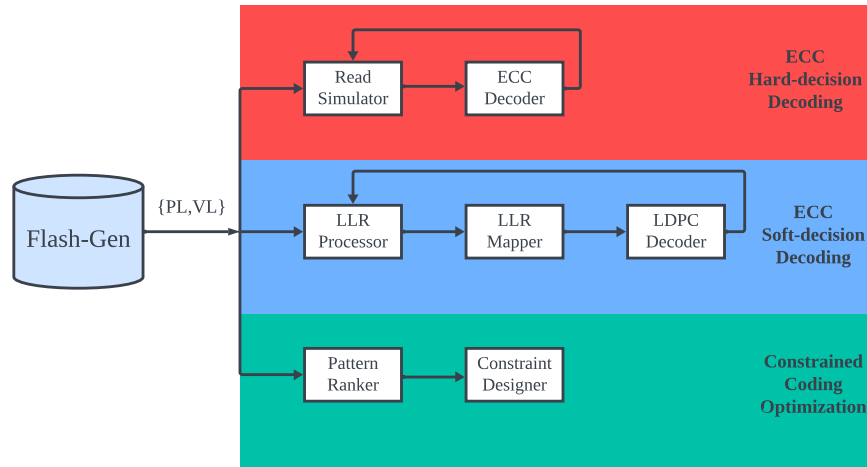 Flash-Gen
{PL,VL}
Read
Simulator
ECC
Decoder
ECC
Hard-decision
Decoding
LLR
Processor
LLR
Mapper
LDPC
Decoder
ECC
Soft-decision
Decoding
Pattern
Ranker
Constraint
Designer
Constrained
Coding
Optimization